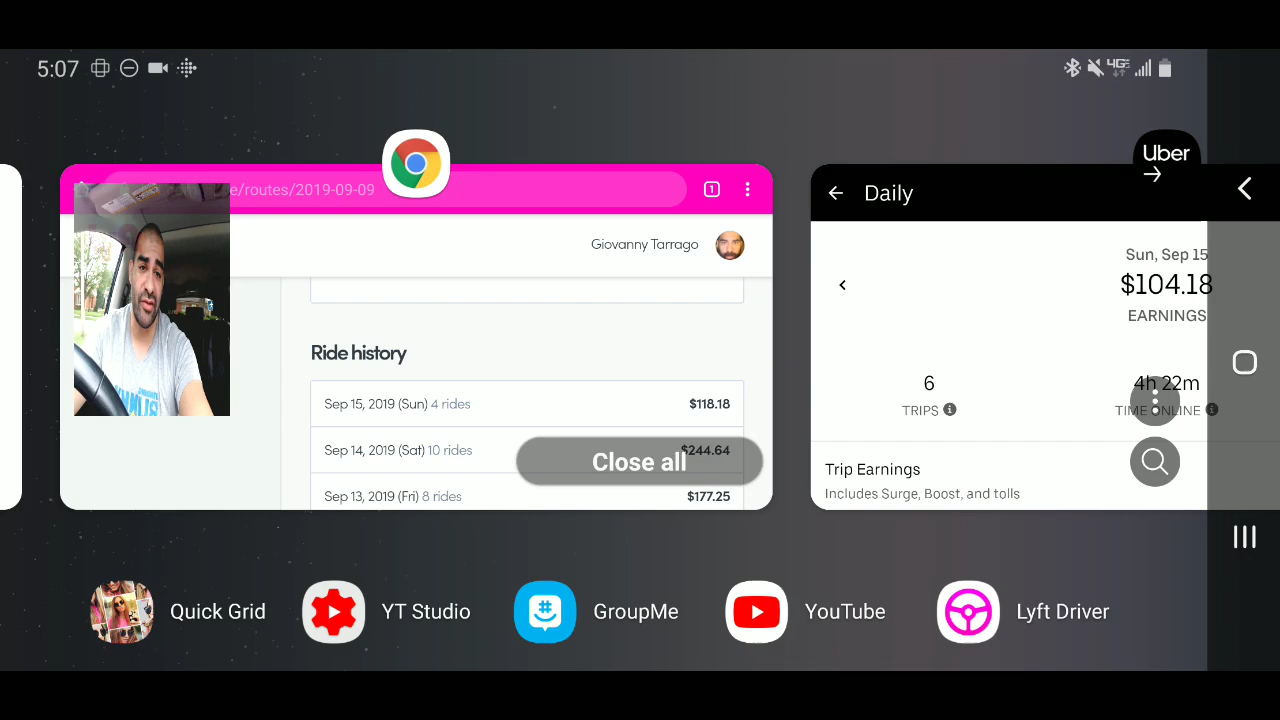 5:07
4GE
Uber
e/routes/2019-09-09
1
Daily
Giovanny Tarrago
Sun, Sep 15
$104.18
EARNINGS
Ride history
6
4h 22m
TRIPS
TIME ONLINE
Sep 15, 2019 (Sun) 4 rides $118.18
Sep 14, 2019 (Sat) 10 rides $244.64
Close all
Trip Earnings
Includes Surge, Boost, and tolls
Sep 13, 2019 (Fri) 8 rides $177.25
Quick Grid
YT Studio
GroupMe
YouTube
Lyft Driver